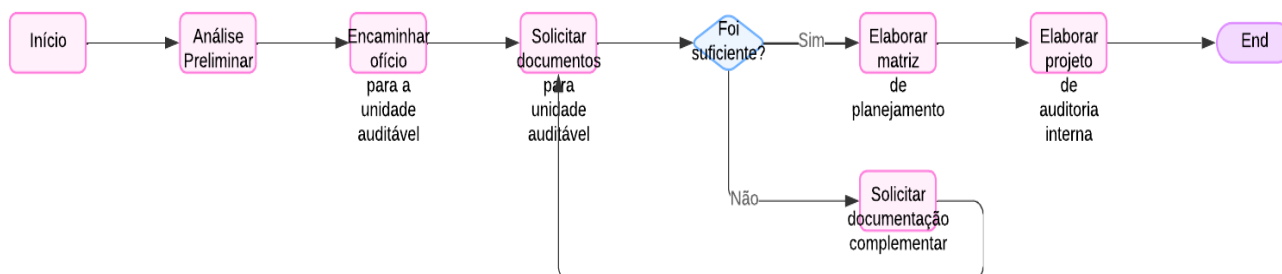 Início
Análise
Preliminar
Encaminhar
ofício
para a
unidade
auditável
Solicitar
documentos
para
unidade
auditável
Foi
suficiente?
Sim
Elaborar
matriz
de
planejamento
Elaborar
projeto
de
auditoria
interna
End
Não
Solicitar
documentação
complementar